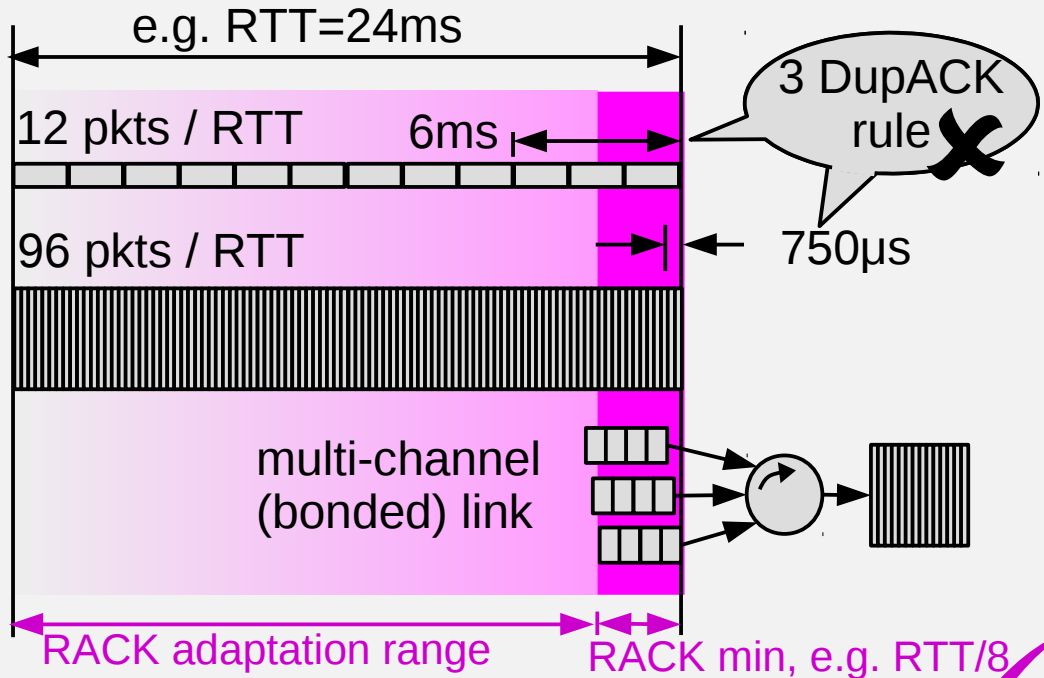 e.g. RTT=24ms
3 DupACK
rule
12 pkts / RTT
6ms
96 pkts / RTT
750µs
multi-channel
(bonded) link
RACK adaptation range
RACK min, e.g. RTT/8